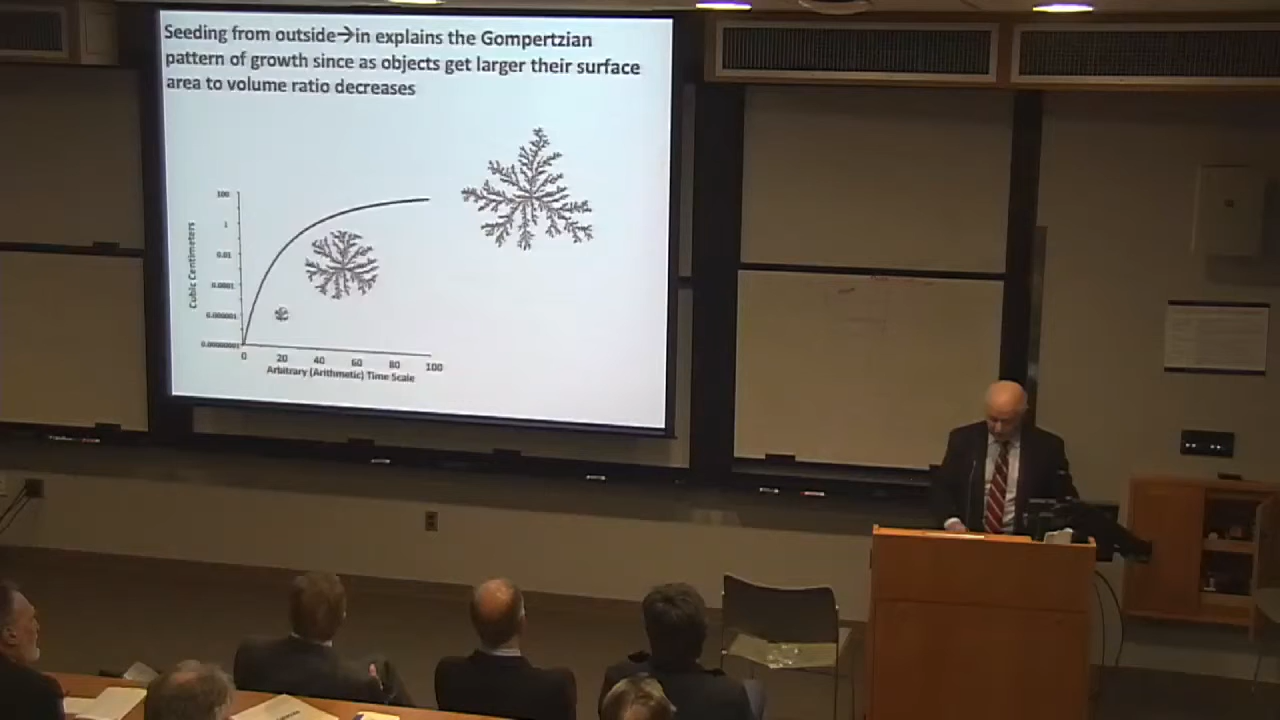 Seeding from outside→in explains the Gompertzian
pattern of growth since as objects get larger their surface
area to volume ratio decreases
100
1
0.01
0.0001
0.000001
0.00000001
Cubic Centimeters
0 20 40 60 80 100
Arbitrary (Arithmetic) Time Scale